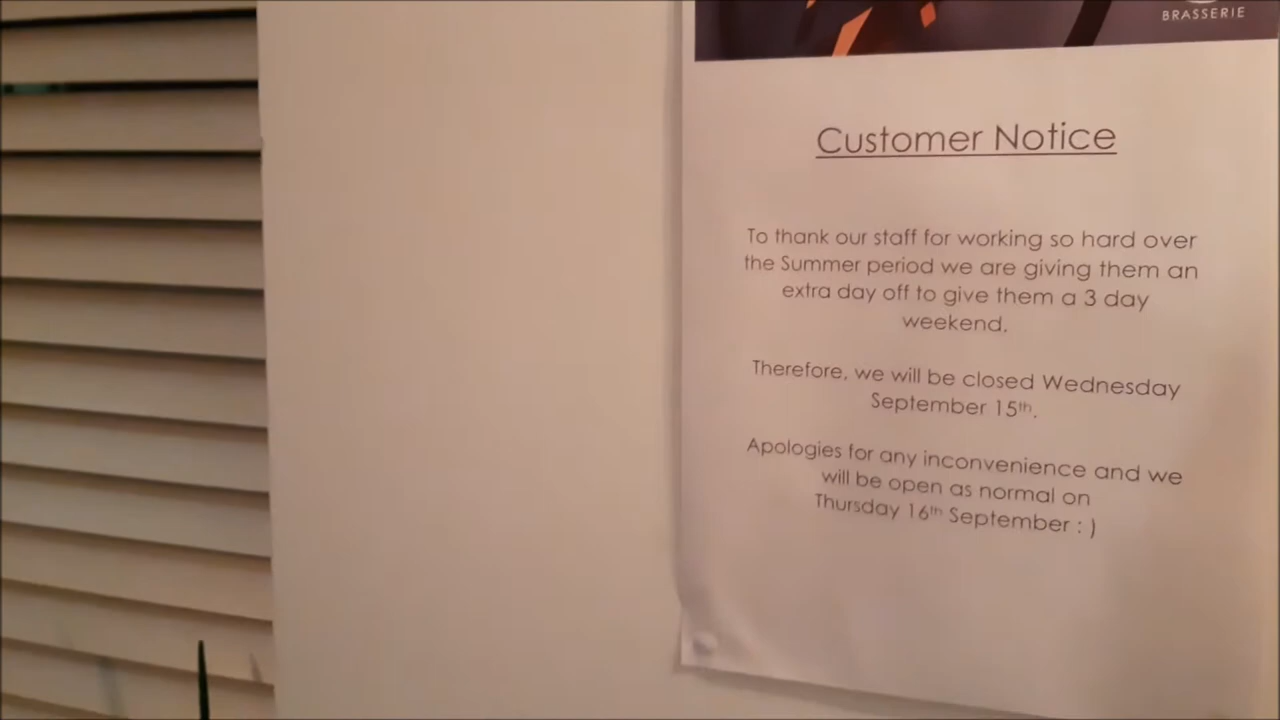 BRASSERIE
Customer Notice
To thank our staff for working so hard over
the Summer period we are giving them an
extra day off to give them a 3 day
weekend.
Therefore, we will be closed Wednesday
September 15th.
Apologies for any inconvenience and we
will be open as normal on
Thursday 16th September : )